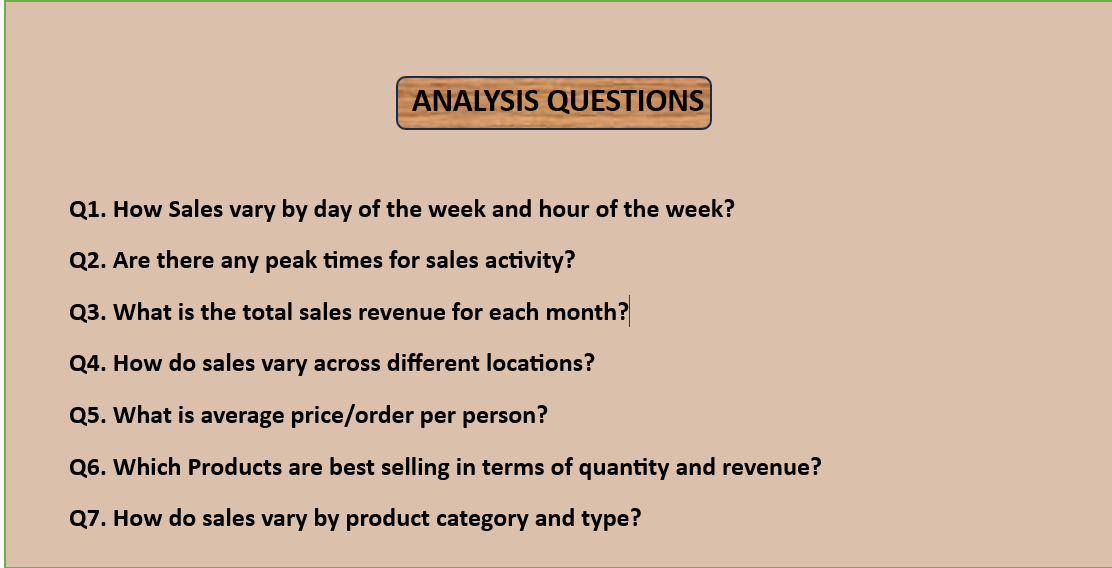 ANALYSIS QUESTIONS
Q1. How Sales vary by day of the week and hour of the week?
Q2. Are there any peak times for sales activity?
Q3. What is the total sales revenue for each month?
Q4. How do sales vary across different locations?
Q5. What is average price/order per person?
Q6. Which Products are best selling in terms of quantity and revenue?
Q7. How do sales vary by product category and type?